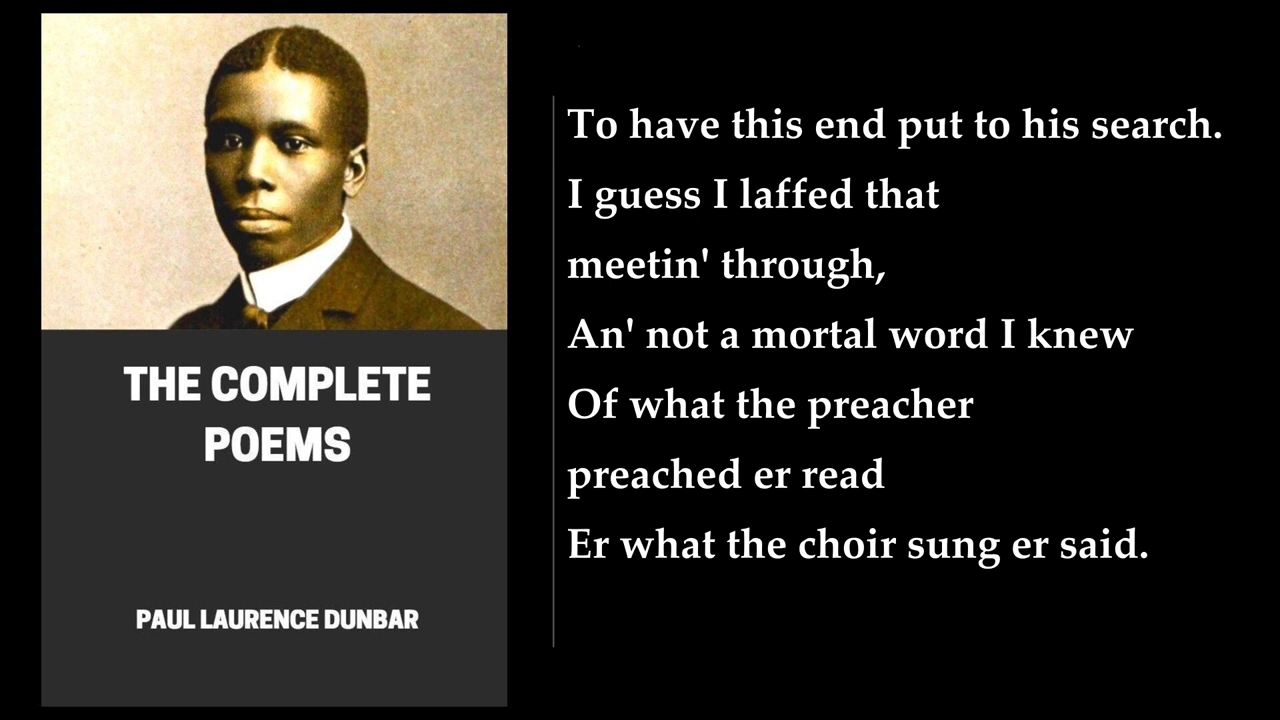 THE COMPLETE
POEMS
PAUL LAURENCE DUNBAR
To have this end put to his search.
I guess I laffed that
meetin' through,
An' not a mortal word I knew
Of what the preacher
preached er read
Er what the choir sung er said.